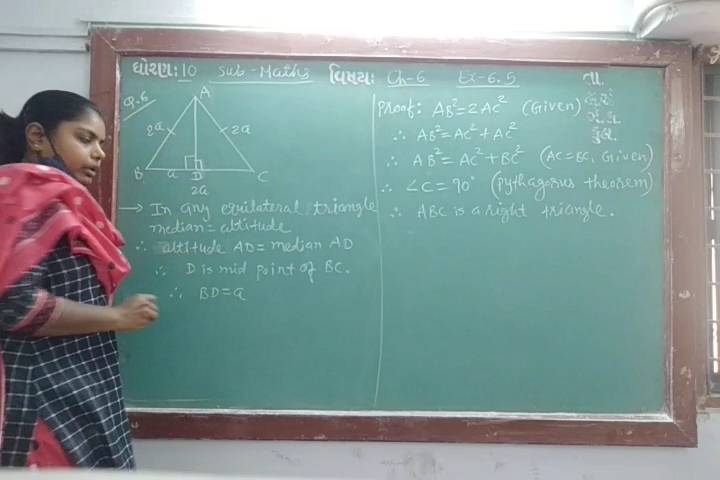 ધોરણ: 10 Sub-Maths વિષય: Ch-6 Ex-6.5 તા.
Q.6
A
2a 2a
B a D C
2a
→ In any equilateral triangle
median = altitude
∴ altitude AD = median AD
∴ D is mid point of BC.
∴ BD = a
Proof: AB² = 2AC² (Given)
∴ AB² = AC² + AC²
∴ AB² = AC² + BC² (AC = BC, Given)
∴ ∠C = 90° (pythagorus theorem)
∴ ABC is a right triangle.